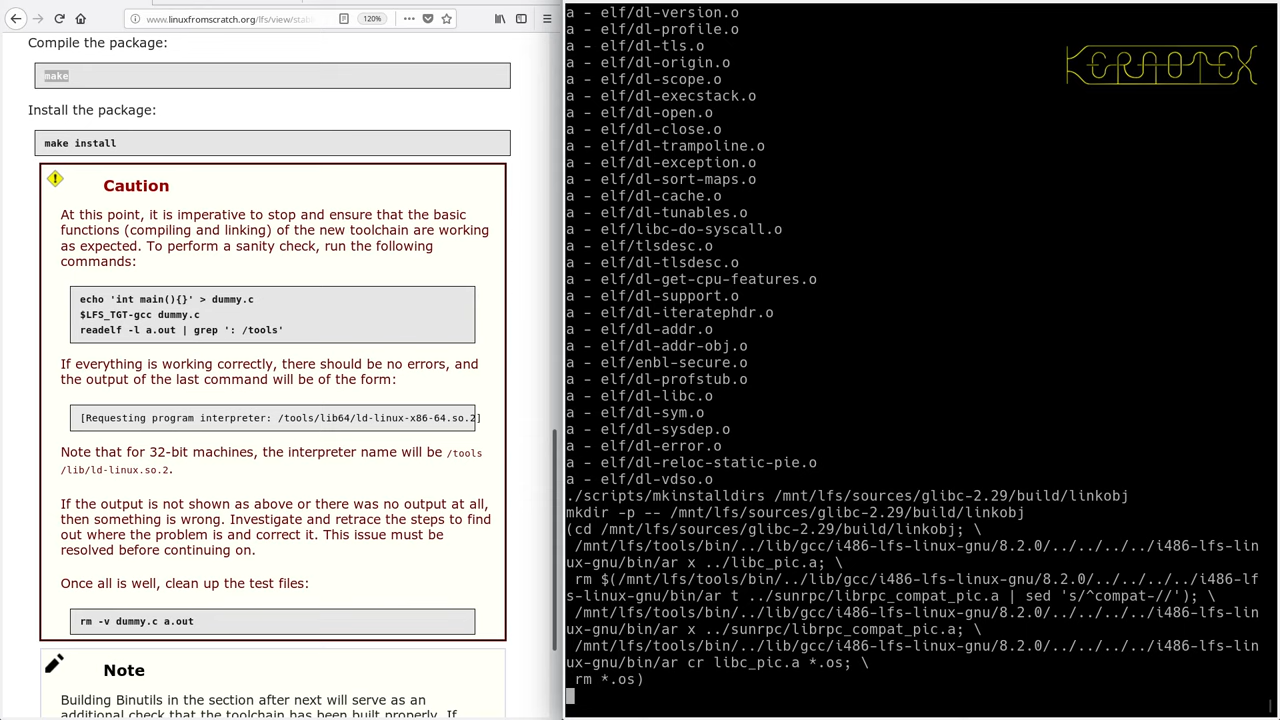 www.linuxfromscratch.org/lfs/view/stab
120%
Compile the package:
make
Install the package:
make install
Caution
At this point, it is imperative to stop and ensure that the basic
functions (compiling and linking) of the new toolchain are working
as expected. To perform a sanity check, run the following
commands:
echo 'int main(){}' > dummy.c
$LFS_TGT-gcc dummy.c
readelf -l a.out | grep ': /tools'
If everything is working correctly, there should be no errors, and
the output of the last command will be of the form:
[Requesting program interpreter: /tools/lib64/ld-linux-x86-64.so.2]
Note that for 32-bit machines, the interpreter name will be /tools
/lib/ld-linux.so.2.
If the output is not shown as above or there was no output at all,
then something is wrong. Investigate and retrace the steps to find
out where the problem is and correct it. This issue must be
resolved before continuing on.
Once all is well, clean up the test files:
rm -v dummy.c a.out
Note
Building Binutils in the section after next will serve as an
additional check that the toolchain has been built properly. If
a - elf/dl-version.o
a - elf/dl-profile.o
a - elf/dl-tls.o
a - elf/dl-origin.o
a - elf/dl-scope.o
a - elf/dl-execstack.o
a - elf/dl-open.o
a - elf/dl-close.o
a - elf/dl-trampoline.o
a - elf/dl-exception.o
a - elf/dl-sort-maps.o
a - elf/dl-cache.o
a - elf/dl-tunables.o
a - elf/libc-do-syscall.o
a - elf/tlsdesc.o
a - elf/dl-tlsdesc.o
a - elf/dl-get-cpu-features.o
a - elf/dl-support.o
a - elf/dl-iteratephdr.o
a - elf/dl-addr.o
a - elf/dl-addr-obj.o
a - elf/enbl-secure.o
a - elf/dl-profstub.o
a - elf/dl-libc.o
a - elf/dl-sym.o
a - elf/dl-sysdep.o
a - elf/dl-error.o
a - elf/dl-reloc-static-pie.o
a - elf/dl-vdso.o
./scripts/mkinstalldirs /mnt/lfs/sources/glibc-2.29/build/linkobj
mkdir -p -- /mnt/lfs/sources/glibc-2.29/build/linkobj
(cd /mnt/lfs/sources/glibc-2.29/build/linkobj; \
/mnt/lfs/tools/bin/../lib/gcc/i486-lfs-linux-gnu/8.2.0/../../../../i486-lfs-lin
ux-gnu/bin/ar x ../libc_pic.a; \
rm $(/mnt/lfs/tools/bin/../lib/gcc/i486-lfs-linux-gnu/8.2.0/../../../../i486-lf
s-linux-gnu/bin/ar t ../sunrpc/librpc_compat_pic.a | sed 's/^compat-//'); \
/mnt/lfs/tools/bin/../lib/gcc/i486-lfs-linux-gnu/8.2.0/../../../../i486-lfs-lin
ux-gnu/bin/ar x ../sunrpc/librpc_compat_pic.a; \
/mnt/lfs/tools/bin/../lib/gcc/i486-lfs-linux-gnu/8.2.0/../../../../i486-lfs-lin
ux-gnu/bin/ar cr libc_pic.a *.os; \
rm *.os)